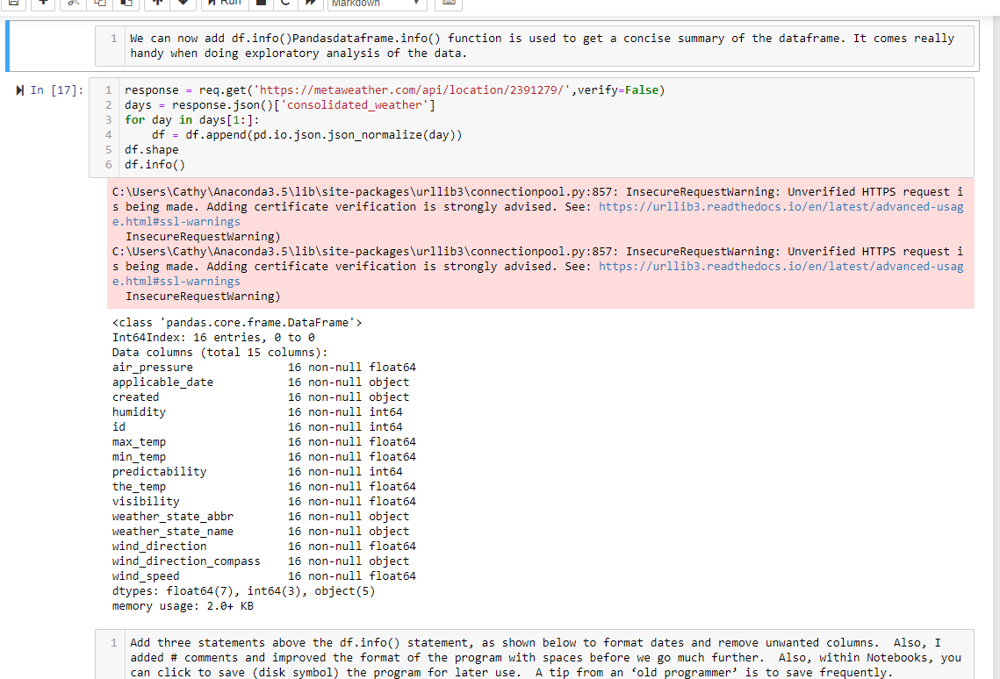 Run
Markdown
1 We can now add df.info()Pandasdataframe.info() function is used to get a concise summary of the dataframe. It comes really
handy when doing exploratory analysis of the data.
In [17]:
1 response = req.get('https://metaweather.com/api/location/2391279/',verify=False)
2 days = response.json()['consolidated_weather']
3 for day in days[1:]:
4     df = df.append(pd.io.json.json_normalize(day))
5 df.shape
6 df.info()
C:\Users\Cathy\Anaconda3.5\lib\site-packages\urllib3\connectionpool.py:857: InsecureRequestWarning: Unverified HTTPS request i
s being made. Adding certificate verification is strongly advised. See: https://urllib3.readthedocs.io/en/latest/advanced-usag
e.html#ssl-warnings
  InsecureRequestWarning)
C:\Users\Cathy\Anaconda3.5\lib\site-packages\urllib3\connectionpool.py:857: InsecureRequestWarning: Unverified HTTPS request i
s being made. Adding certificate verification is strongly advised. See: https://urllib3.readthedocs.io/en/latest/advanced-usag
e.html#ssl-warnings
  InsecureRequestWarning)
<class 'pandas.core.frame.DataFrame'>
Int64Index: 16 entries, 0 to 0
Data columns (total 15 columns):
air_pressure              16 non-null float64
applicable_date           16 non-null object
created                   16 non-null object
humidity                  16 non-null int64
id                        16 non-null int64
max_temp                  16 non-null float64
min_temp                  16 non-null float64
predictability            16 non-null int64
the_temp                  16 non-null float64
visibility                16 non-null float64
weather_state_abbr        16 non-null object
weather_state_name        16 non-null object
wind_direction            16 non-null float64
wind_direction_compass    16 non-null object
wind_speed                16 non-null float64
dtypes: float64(7), int64(3), object(5)
memory usage: 2.0+ KB
1 Add three statements above the df.info() statement, as shown below to format dates and remove unwanted columns.  Also, I
added # comments and improved the format of the program with spaces before we go much further.  Also, within Notebooks, you
can click to save (disk symbol) the program for later use.  A tip from an ‘old programmer’ is to save frequently.